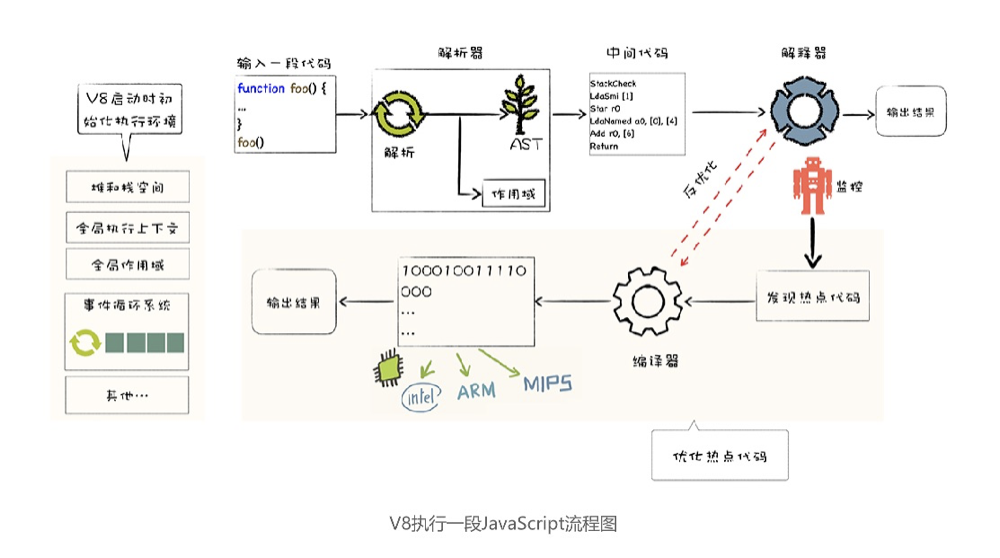 V8启动时初
始化执行环境
堆和栈空间
全局执行上下文
全局作用域
事件循环系统
其他…
输入一段代码
function foo() {
...
}
foo()
解析器
解析
AST
作用域
中间代码
StackCheck
LdaSmi [1]
Star r0
LdaNamed a0, [0], [4]
Add r0, [6]
Return
解释器
输出结果
监控
反优化
发现热点代码
编译器
100010011110
000
...
...
输出结果
intel
ARM
MIPS
优化热点代码
V8执行一段JavaScript流程图